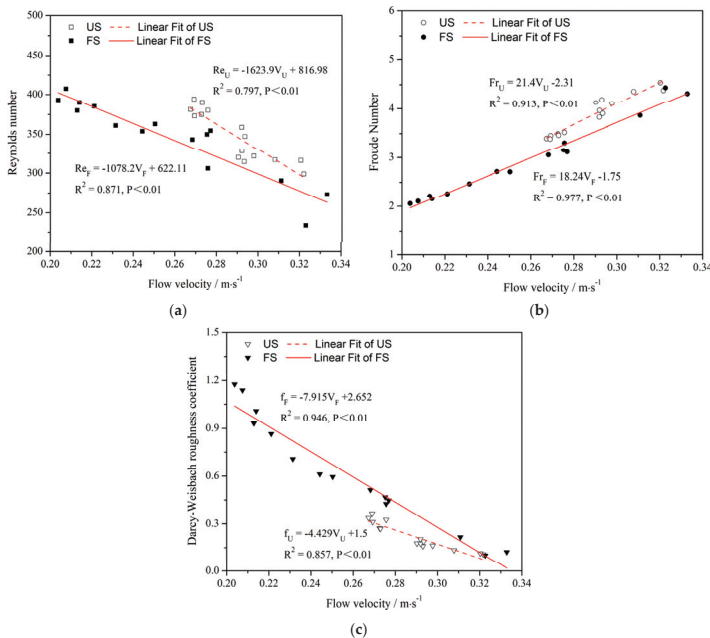 US Linear Fit of US
FS Linear Fit of FS
Re_U = -1623.9V_U + 816.98
R² = 0.797, P<0.01
Re_F = -1078.2V_F + 622.11
R² = 0.871, P<0.01
Reynolds number
450
400
350
300
250
200
0.20 0.22 0.24 0.26 0.28 0.30 0.32 0.34
Flow velocity / m·s⁻¹
(a)
US Linear Fit of US
FS Linear Fit of FS
Fr_U = 21.4V_U -2.31
R² = 0.913, P<0.01
Fr_F = 18.24V_F -1.75
R² = 0.977, P<0.01
Froude Number
6
5
4
3
2
1
0.20 0.22 0.24 0.26 0.28 0.30 0.32 0.34
Flow velocity / m·s⁻¹
(b)
US Linear Fit of US
FS Linear Fit of FS
f_F = -7.915V_F +2.652
R² = 0.946, P<0.01
f_U = -4.429V_U +1.5
R² = 0.857, P<0.01
Darcy-Weisbach roughness coefficient
1.5
1.2
0.9
0.6
0.3
0.0
0.20 0.22 0.24 0.26 0.28 0.30 0.32 0.34
Flow velocity / m·s⁻¹
(c)